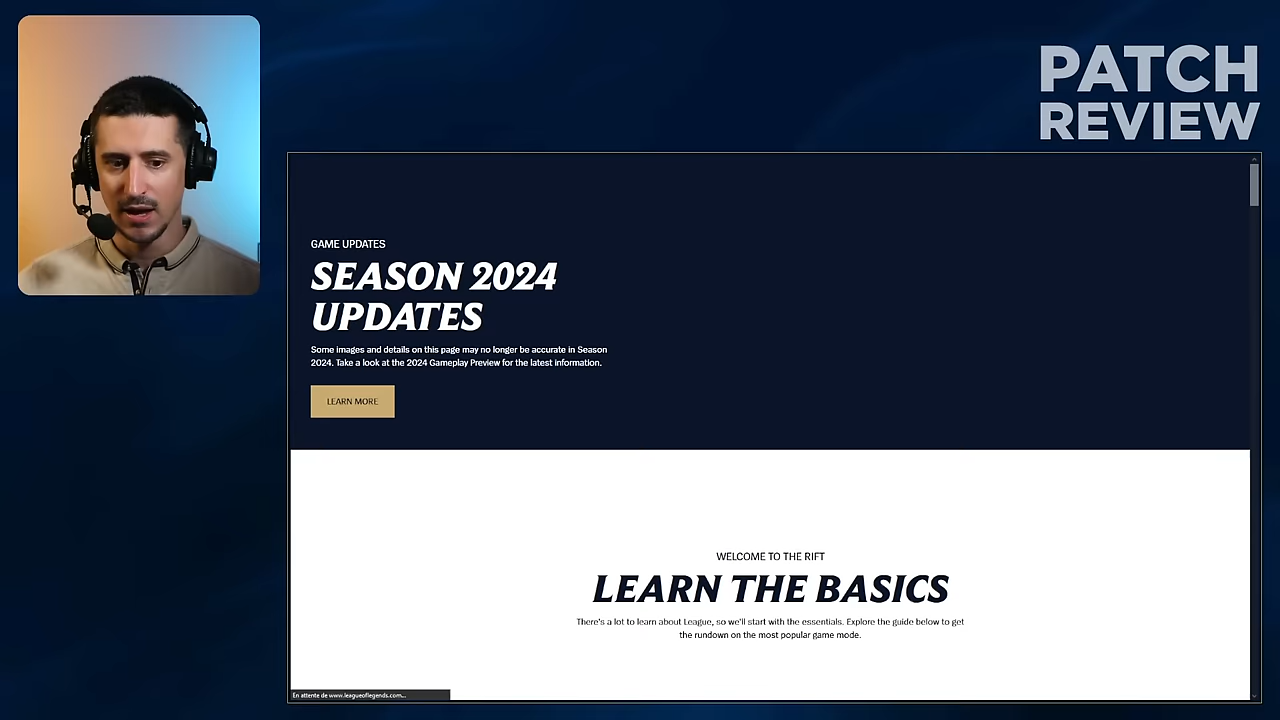 PATCH
REVIEW
GAME UPDATES
SEASON 2024
UPDATES
Some images and details on this page may no longer be accurate in Season
2024. Take a look at the 2024 Gameplay Preview for the latest information.
LEARN MORE
WELCOME TO THE RIFT
LEARN THE BASICS
There's a lot to learn about League, so we'll start with the essentials. Explore the guide below to get
the rundown on the most popular game mode.
En attente de www.leagueoflegends.com...